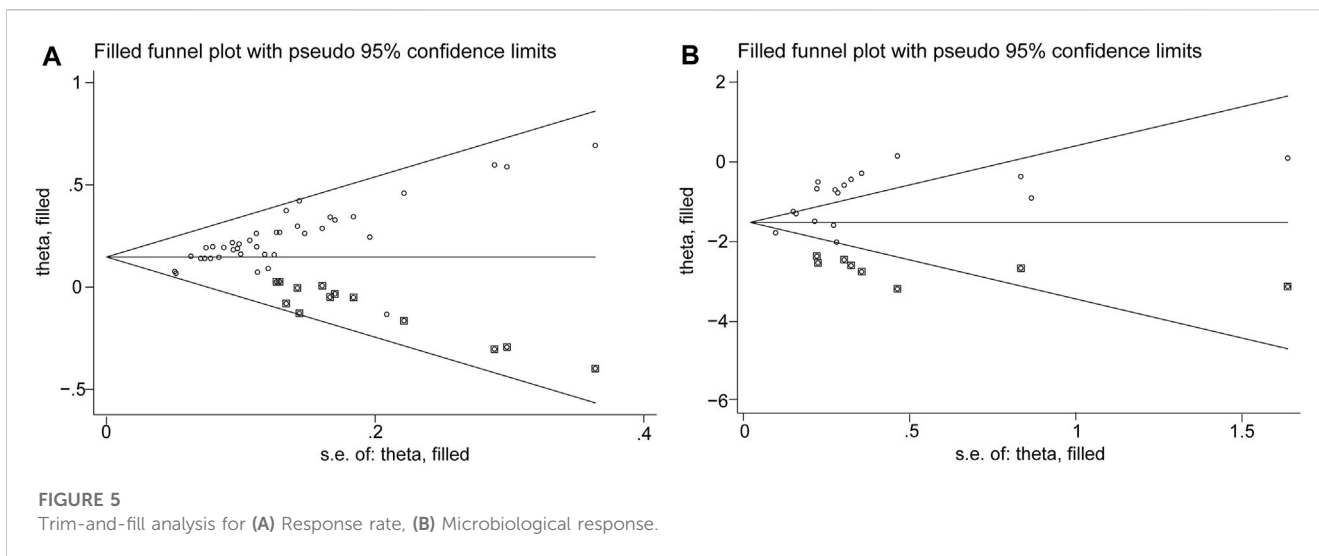 A Filled funnel plot with pseudo 95% confidence limits
1
.5
0
−.5
theta, filled
0 .2 .4
s.e. of: theta, filled
B Filled funnel plot with pseudo 95% confidence limits
2
0
−2
−4
−6
theta, filled
0 .5 1 1.5
s.e. of: theta, filled
FIGURE 5
Trim-and-fill analysis for (A) Response rate, (B) Microbiological response.